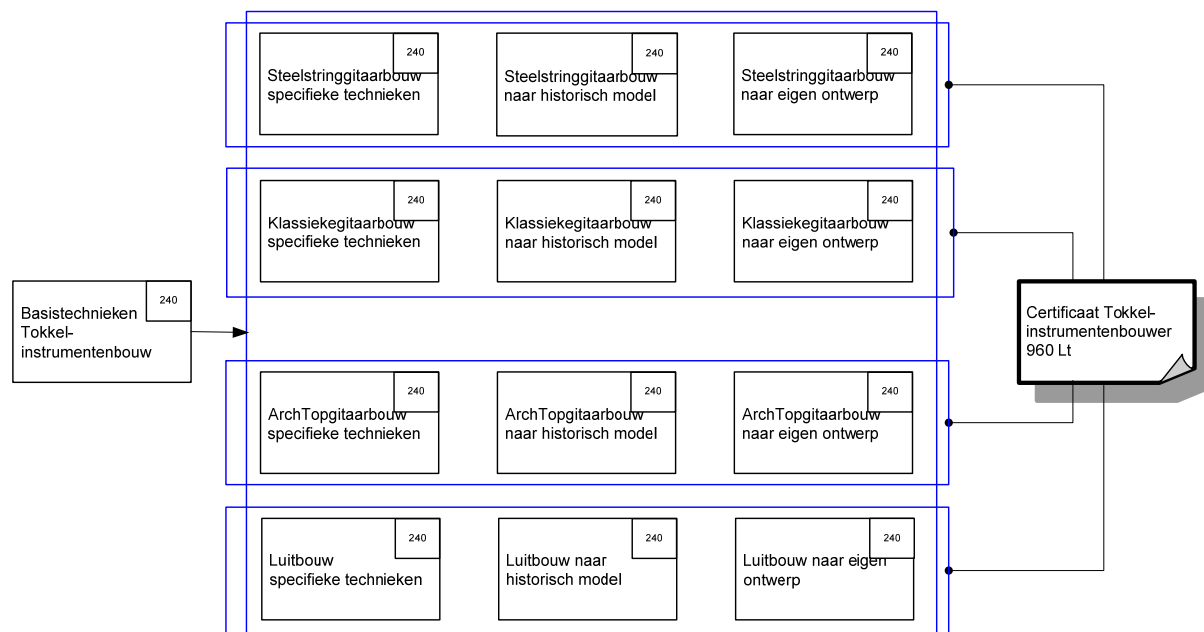 240
Steelstringgitaarbouw
specifieke technieken
240
Steelstringgitaarbouw
naar historisch model
240
Steelstringgitaarbouw
naar eigen ontwerp
240
Klassiekegitaarbouw
specifieke technieken
240
Klassiekegitaarbouw
naar historisch model
240
Klassiekegitaarbouw
naar eigen ontwerp
240
Basistechnieken
Tokkel-
instrumentenbouw
Certificaat Tokkel-
instrumentenbouwer
960 Lt
240
ArchTopgitaarbouw
specifieke technieken
240
ArchTopgitaarbouw
naar historisch model
240
ArchTopgitaarbouw
naar eigen ontwerp
240
Luitbouw
specifieke technieken
240
Luitbouw naar
historisch model
240
Luitbouw naar eigen
ontwerp